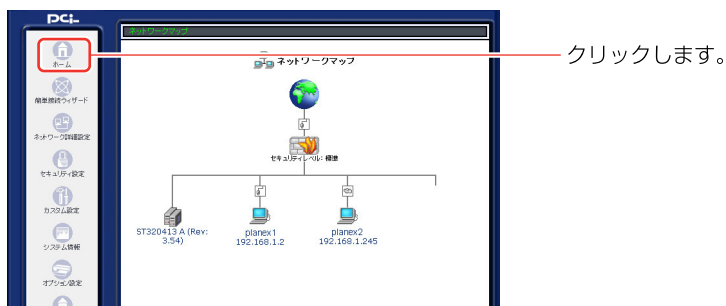 PCi
ネットワークマップ
ホーム
簡単接続ウィザード
ネットワーク詳細設定
セキュリティ設定
カスタム設定
システム情報
オプション設定
ネットワークマップ
セキュリティレベル: 標準
ST320413 A (Rev:
3.54)
planex1
192.168.1.2
planex2
192.168.1.245
クリックします。